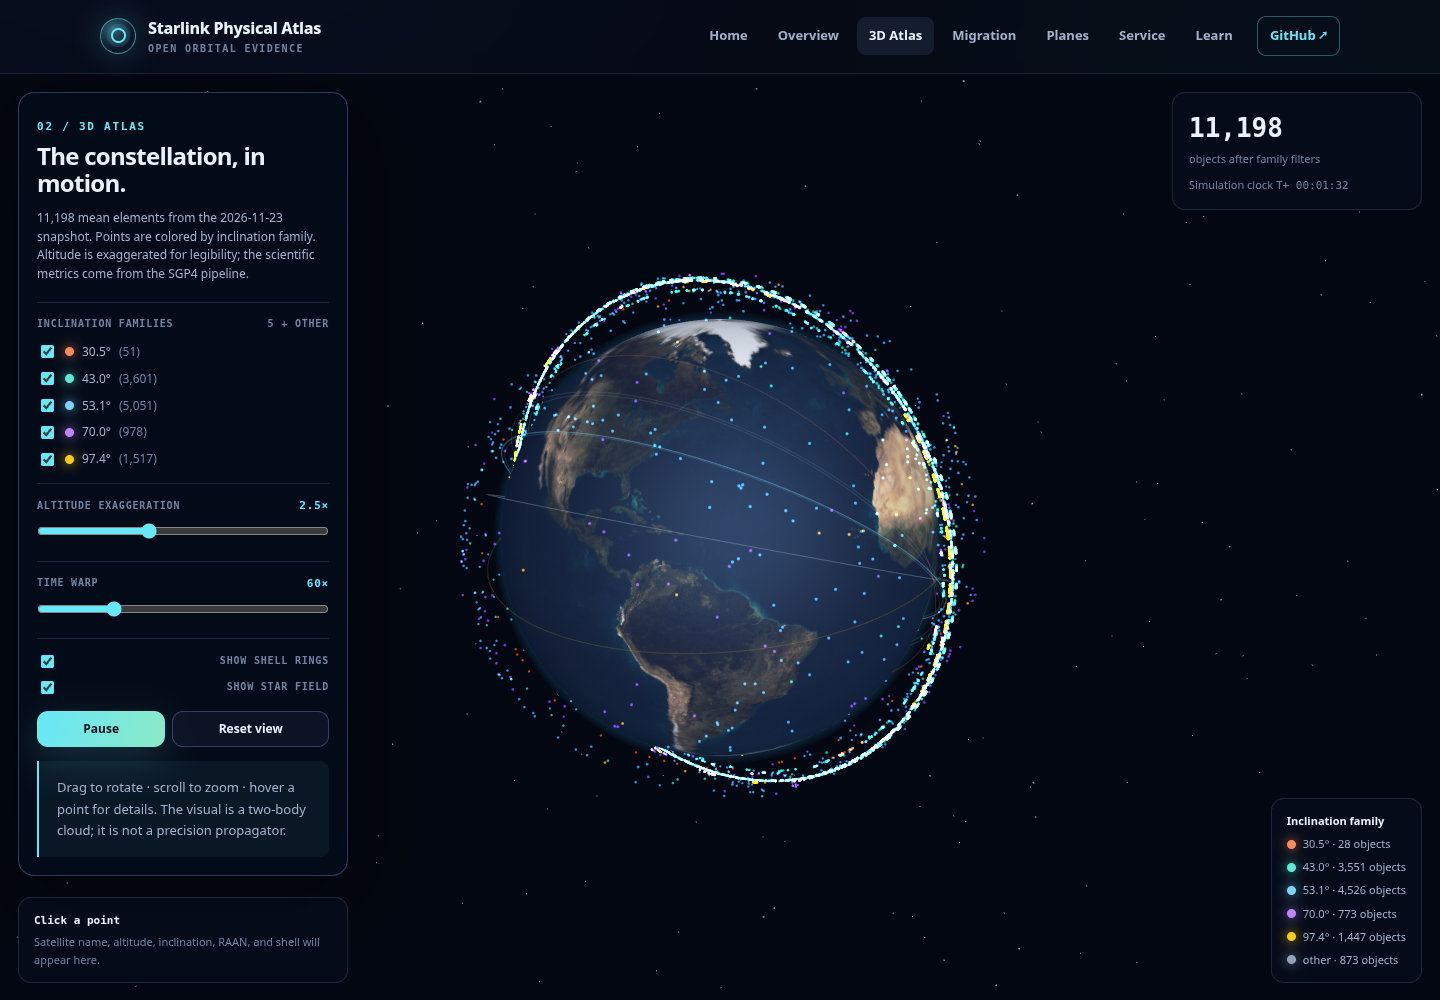 Starlink Physical Atlas
OPEN ORBITAL EVIDENCE
Home
Overview
3D Atlas
Migration
Planes
Service
Learn
GitHub ↗
02 / 3D ATLAS
The constellation, in
motion.
11,198 mean elements from the 2026-11-23
snapshot. Points are colored by inclination family.
Altitude is exaggerated for legibility; the scientific
metrics come from the SGP4 pipeline.
INCLINATION FAMILIES
5 + OTHER
30.5° (51)
43.0° (3,601)
53.1° (5,051)
70.0° (978)
97.4° (1,517)
ALTITUDE EXAGGERATION
2.5×
TIME WARP
60×
SHOW SHELL RINGS
SHOW STAR FIELD
Pause
Reset view
Drag to rotate · scroll to zoom · hover a
point for details. The visual is a two-body
cloud; it is not a precision propagator.
Click a point
Satellite name, altitude, inclination, RAAN, and shell will
appear here.
11,198
objects after family filters
Simulation clock T+ 00:01:32
Inclination family
30.5° · 28 objects
43.0° · 3,551 objects
53.1° · 4,526 objects
70.0° · 773 objects
97.4° · 1,447 objects
other · 873 objects